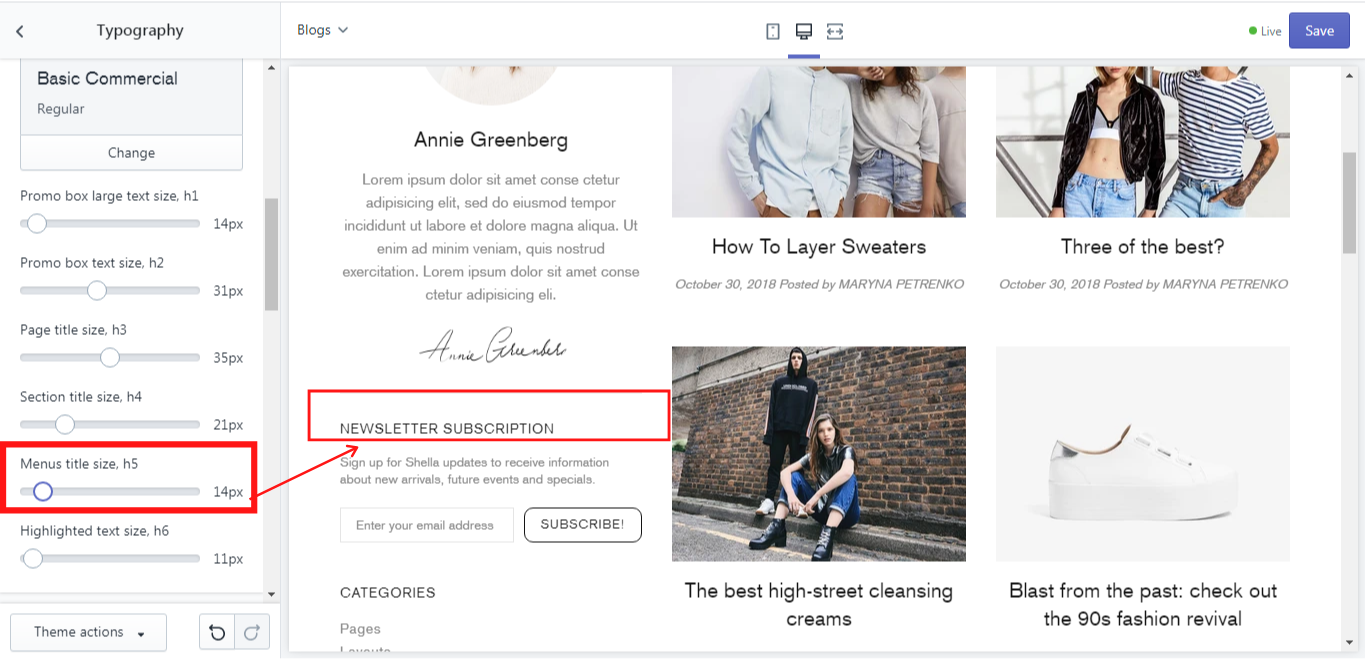 Typography
Blogs
Live
Save
Basic Commercial
Regular
Change
Promo box large text size, h1
14px
Promo box text size, h2
31px
Page title size, h3
35px
Section title size, h4
21px
Menus title size, h5
14px
Highlighted text size, h6
11px
Theme actions
Annie Greenberg
Lorem ipsum dolor sit amet conse ctetur
adipisicing elit, sed do eiusmod tempor
incididunt ut labore et dolore magna aliqua. Ut
enim ad minim veniam, quis nostrud
exercitation. Lorem ipsum dolor sit amet conse
ctetur adipisicing eli.
Annie Greenberg
NEWSLETTER SUBSCRIPTION
Sign up for Shella updates to receive information
about new arrivals, future events and specials.
Enter your email address
SUBSCRIBE!
CATEGORIES
Pages
Layouts
How To Layer Sweaters
October 30, 2018 Posted by MARYNA PETRENKO
Three of the best?
October 30, 2018 Posted by MARYNA PETRENKO
The best high-street cleansing
creams
Blast from the past: check out
the 90s fashion revival